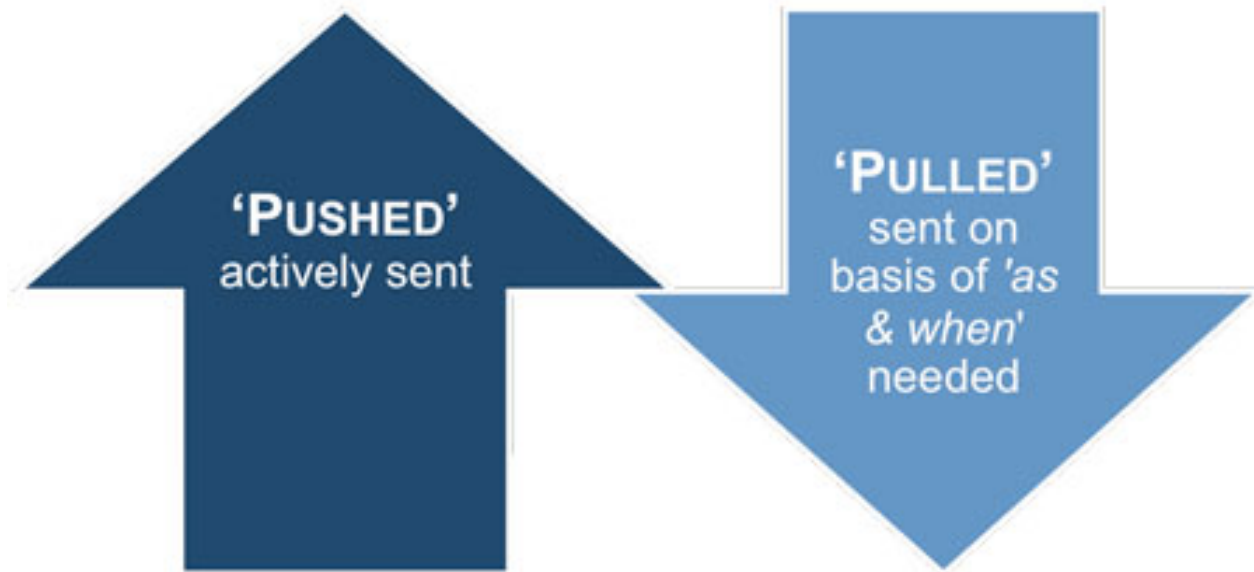 ‘PUSHED’
actively sent
‘PULLED’
sent on
basis of 'as
& when'
needed